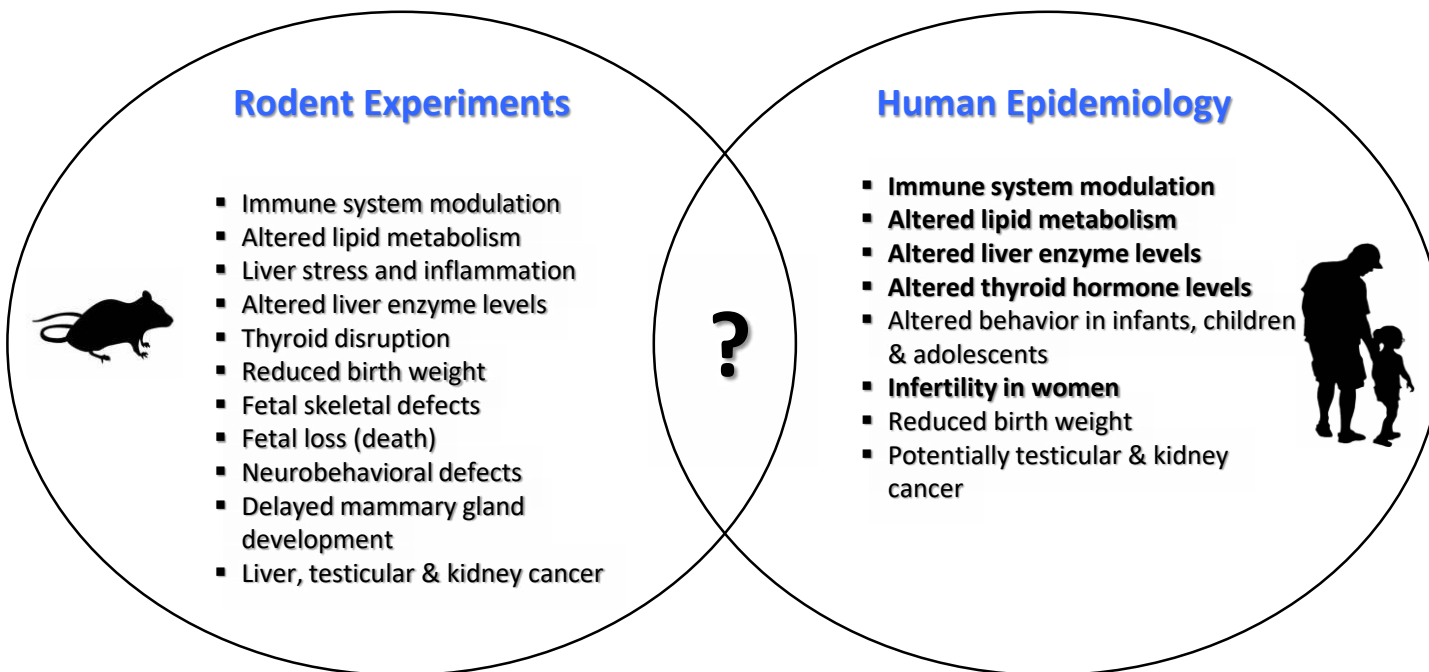 Rodent Experiments
▪ Immune system modulation
▪ Altered lipid metabolism
▪ Liver stress and inflammation
▪ Altered liver enzyme levels
▪ Thyroid disruption
▪ Reduced birth weight
▪ Fetal skeletal defects
▪ Fetal loss (death)
▪ Neurobehavioral defects
▪ Delayed mammary gland
development
▪ Liver, testicular & kidney cancer
?
Human Epidemiology
▪ Immune system modulation
▪ Altered lipid metabolism
▪ Altered liver enzyme levels
▪ Altered thyroid hormone levels
▪ Altered behavior in infants, children
& adolescents
▪ Infertility in women
▪ Reduced birth weight
▪ Potentially testicular & kidney
cancer